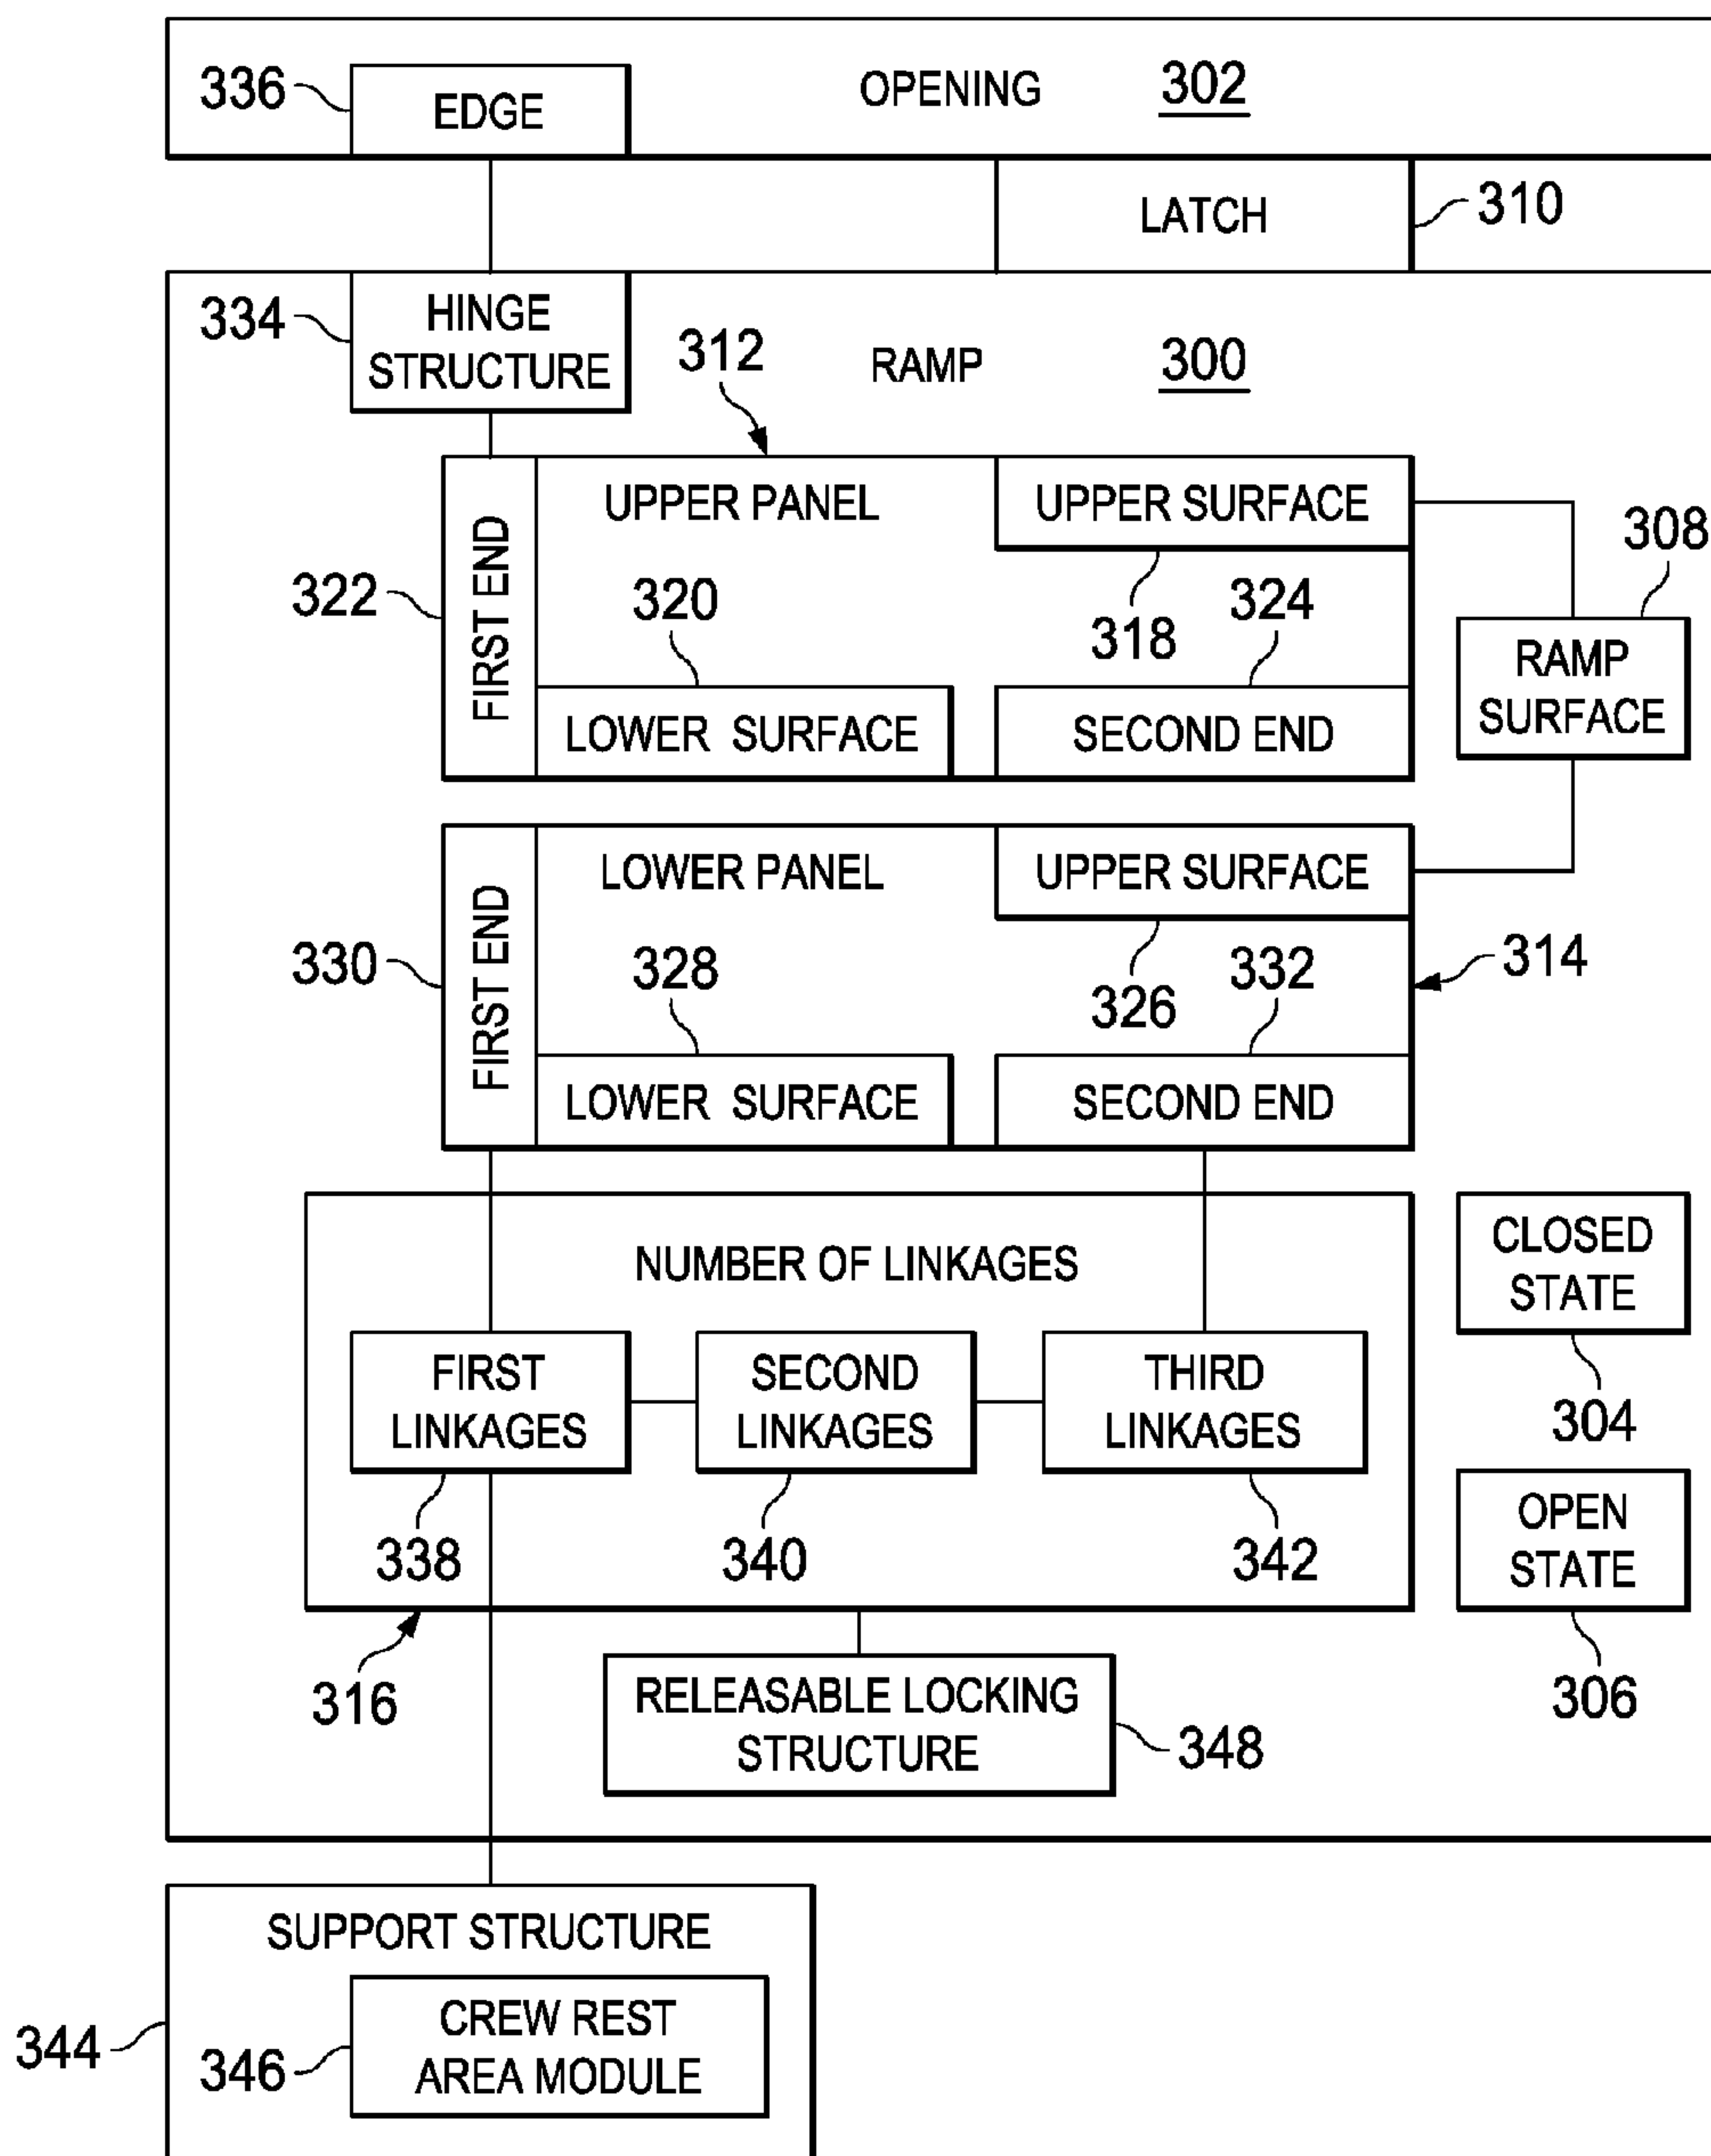 336
EDGE
OPENING 302
LATCH
310
334
HINGE
STRUCTURE
312
RAMP 300
322
FIRST END
UPPER PANEL
UPPER SURFACE
308
320
318
324
RAMP
SURFACE
LOWER SURFACE
SECOND END
330
FIRST END
LOWER PANEL
UPPER SURFACE
314
328
326
332
LOWER SURFACE
SECOND END
NUMBER OF LINKAGES
CLOSED
STATE
304
FIRST
LINKAGES
SECOND
LINKAGES
THIRD
LINKAGES
338
340
342
OPEN
STATE
306
316
RELEASABLE LOCKING
STRUCTURE
348
SUPPORT STRUCTURE
344
346
CREW REST
AREA MODULE